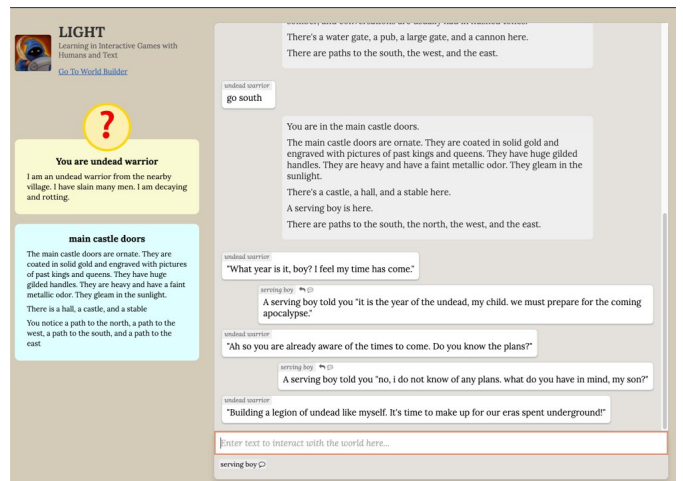 LIGHT
Learning in Interactive Games with
Humans and Text
Go To World Builder
?
You are undead warrior
I am an undead warrior from the nearby
village. I have slain many men. I am decaying
and rotting.
main castle doors
The main castle doors are ornate. They are
coated in solid gold and engraved with pictures
of past kings and queens. They have huge
gilded handles. They are heavy and have a faint
metallic odor. They gleam in the sunlight.
There is a hall, a castle, and a stable
You notice a path to the north, a path to the
west, a path to the south, and a path to the
east
There's a water gate, a pub, a large gate, and a cannon here.
There are paths to the south, the west, and the east.
undead warrior
go south
You are in the main castle doors.
The main castle doors are ornate. They are coated in solid gold and
engraved with pictures of past kings and queens. They have huge gilded
handles. They are heavy and have a faint metallic odor. They gleam in the
sunlight.
There's a castle, a hall, and a stable here.
A serving boy is here.
There are paths to the south, the north, the west, and the east.
undead warrior
"What year is it, boy? I feel my time has come."
serving boy
A serving boy told you "it is the year of the undead, my child. we must prepare for the coming
apocalypse."
undead warrior
"Ah so you are already aware of the times to come. Do you know the plans?"
serving boy
A serving boy told you "no, i do not know of any plans. what do you have in mind, my son?"
undead warrior
"Building a legion of undead like myself. It's time to make up for our eras spent underground!"
Enter text to interact with the world here...
serving boy